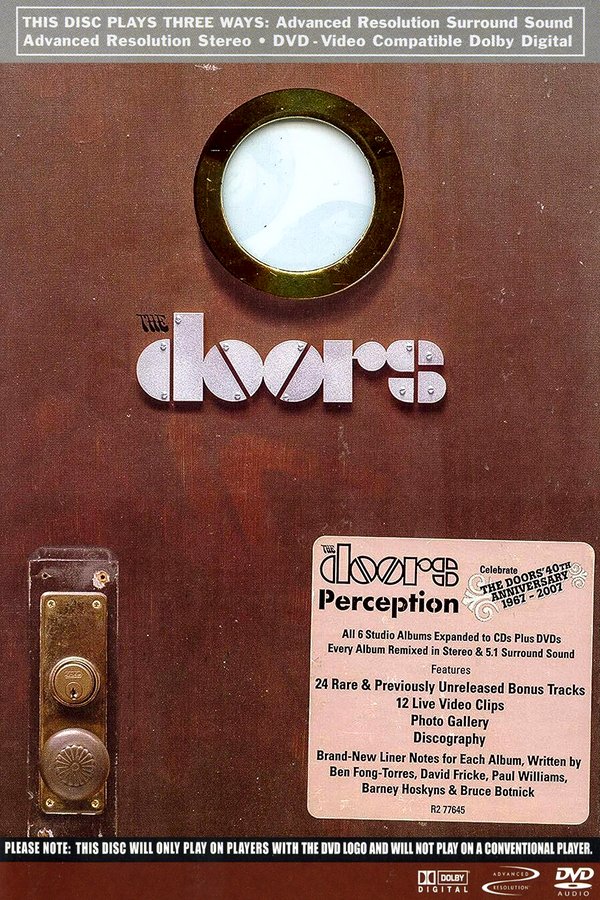 THIS DISC PLAYS THREE WAYS: Advanced Resolution Surround Sound
Advanced Resolution Stereo • DVD-Video Compatible Dolby Digital
THE
doors
THE
doors
Perception
Celebrate
THE DOORS' 40TH
ANNIVERSARY
1967 - 2007
All 6 Studio Albums Expanded to CDs Plus DVDs
Every Album Remixed in Stereo & 5.1 Surround Sound
Features
24 Rare & Previously Unreleased Bonus Tracks
12 Live Video Clips
Photo Gallery
Discography
Brand-New Liner Notes for Each Album, Written by
Ben Fong-Torres, David Fricke, Paul Williams,
Barney Hoskyns & Bruce Botnick
R2 77645
PLEASE NOTE: THIS DISC WILL ONLY PLAY ON PLAYERS WITH THE DVD LOGO AND WILL NOT PLAY ON A CONVENTIONAL PLAYER.
DOLBY
DIGITAL
ADVANCED
RESOLUTION
DVD
AUDIO